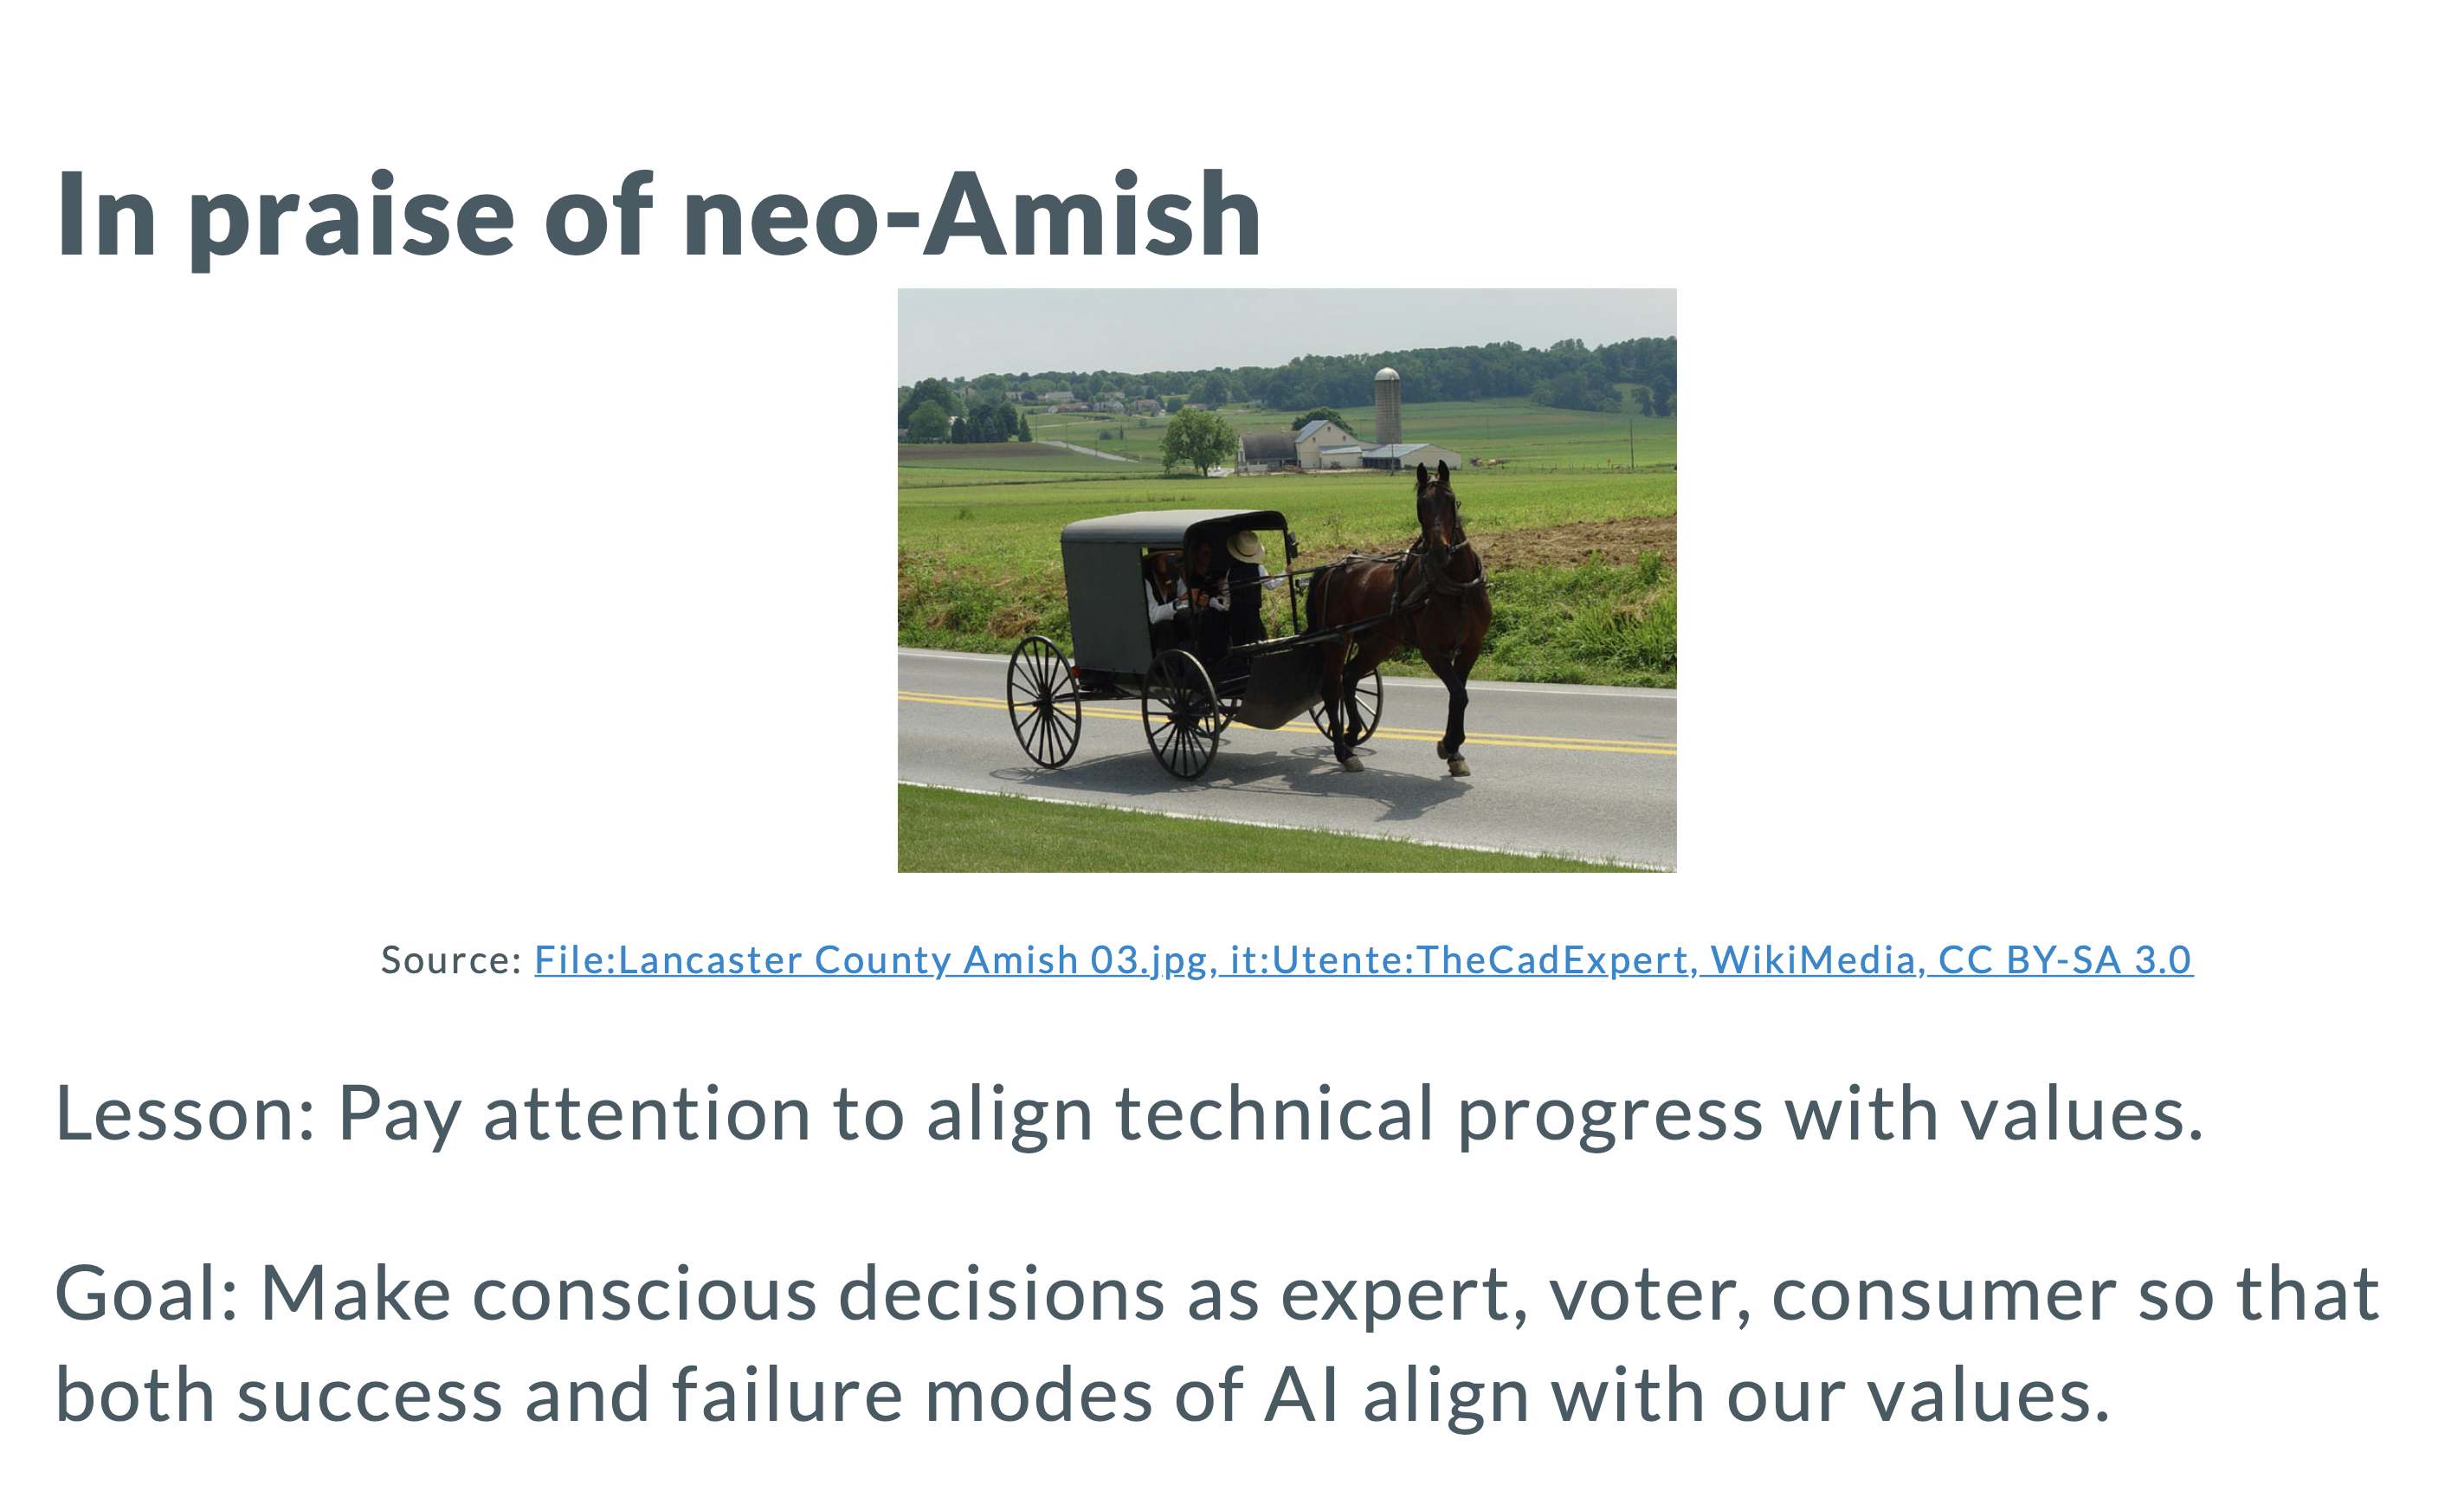 In praise of neo-Amish
Source: File:Lancaster County Amish 03.jpg, it:Utente:TheCadExpert, WikiMedia, CC BY-SA 3.0
Lesson: Pay attention to align technical progress with values.
Goal: Make conscious decisions as expert, voter, consumer so that
both success and failure modes of AI align with our values.